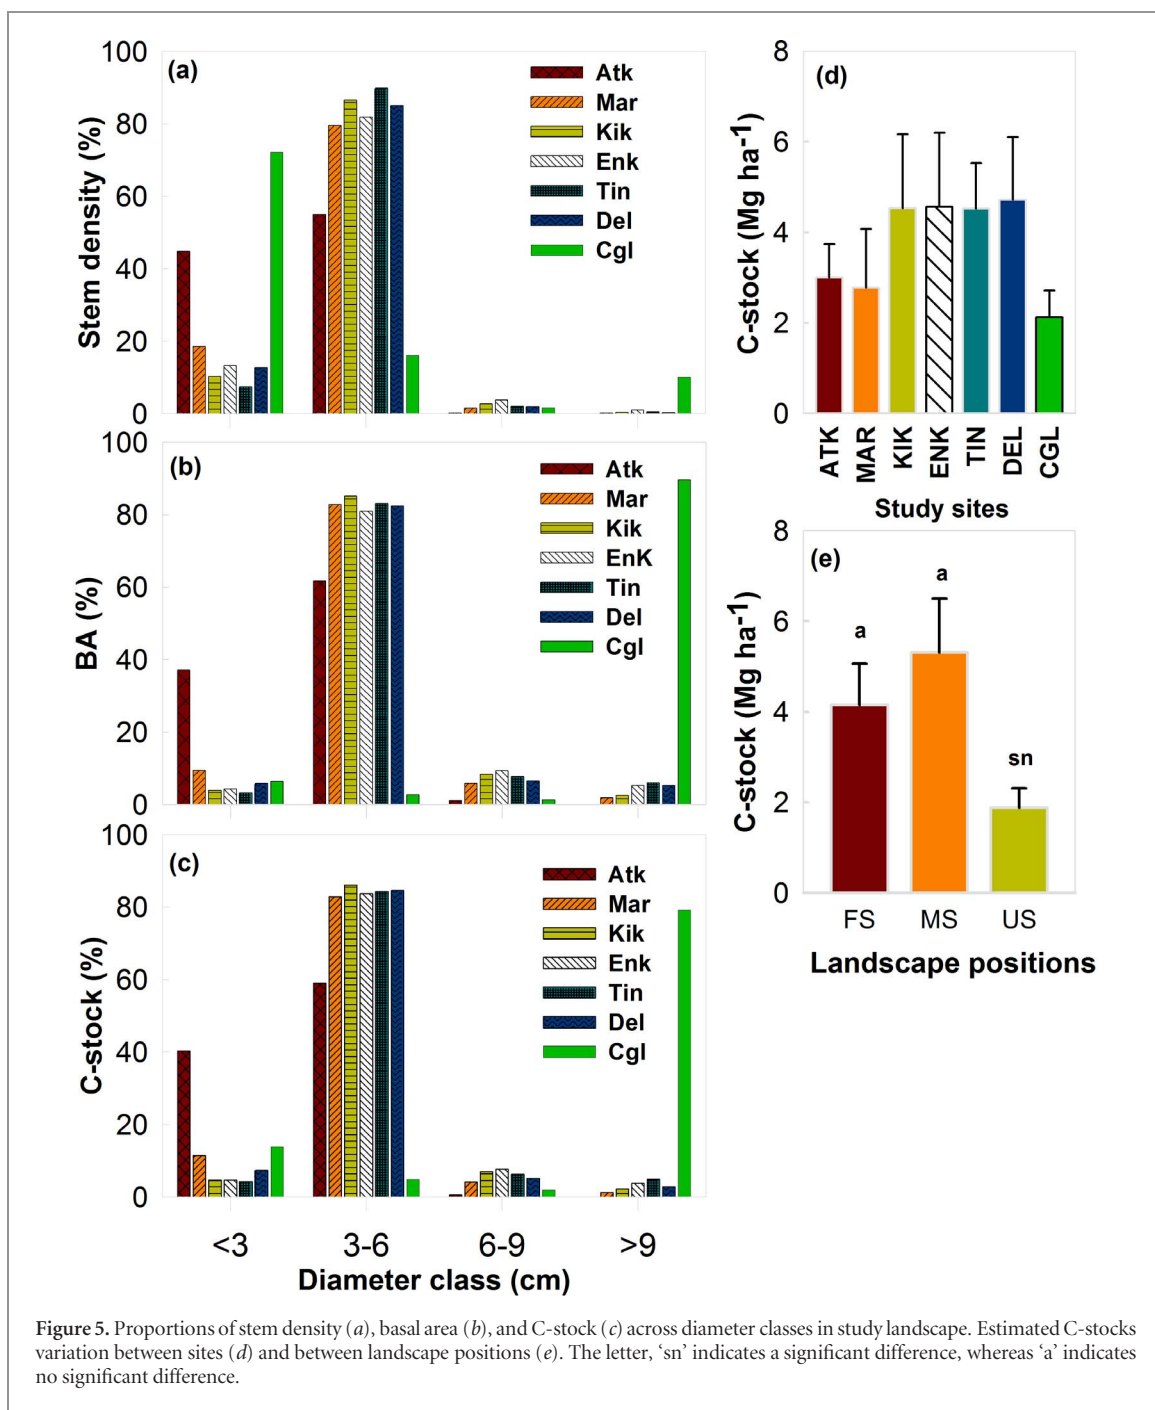 (a)
Stem density (%)
100
80
60
40
20
0
Atk
Mar
Kik
Enk
Tin
Del
Cgl
(b)
BA (%)
100
80
60
40
20
0
Atk
Mar
Kik
EnK
Tin
Del
Cgl
(c)
C-stock (%)
100
80
60
40
20
0
Atk
Mar
Kik
Enk
Tin
Del
Cgl
<3 3-6 6-9 >9
Diameter class (cm)
(d)
C-stock (Mg ha-1)
8
6
4
2
0
ATK MAR KIK ENK TIN DEL CGL
Study sites
(e)
C-stock (Mg ha-1)
8
6
4
2
0
a
a
sn
FS MS US
Landscape positions
Figure 5. Proportions of stem density (a), basal area (b), and C-stock (c) across diameter classes in study landscape. Estimated C-stocks
variation between sites (d) and between landscape positions (e). The letter, ‘sn’ indicates a significant difference, whereas ‘a’ indicates
no significant difference.